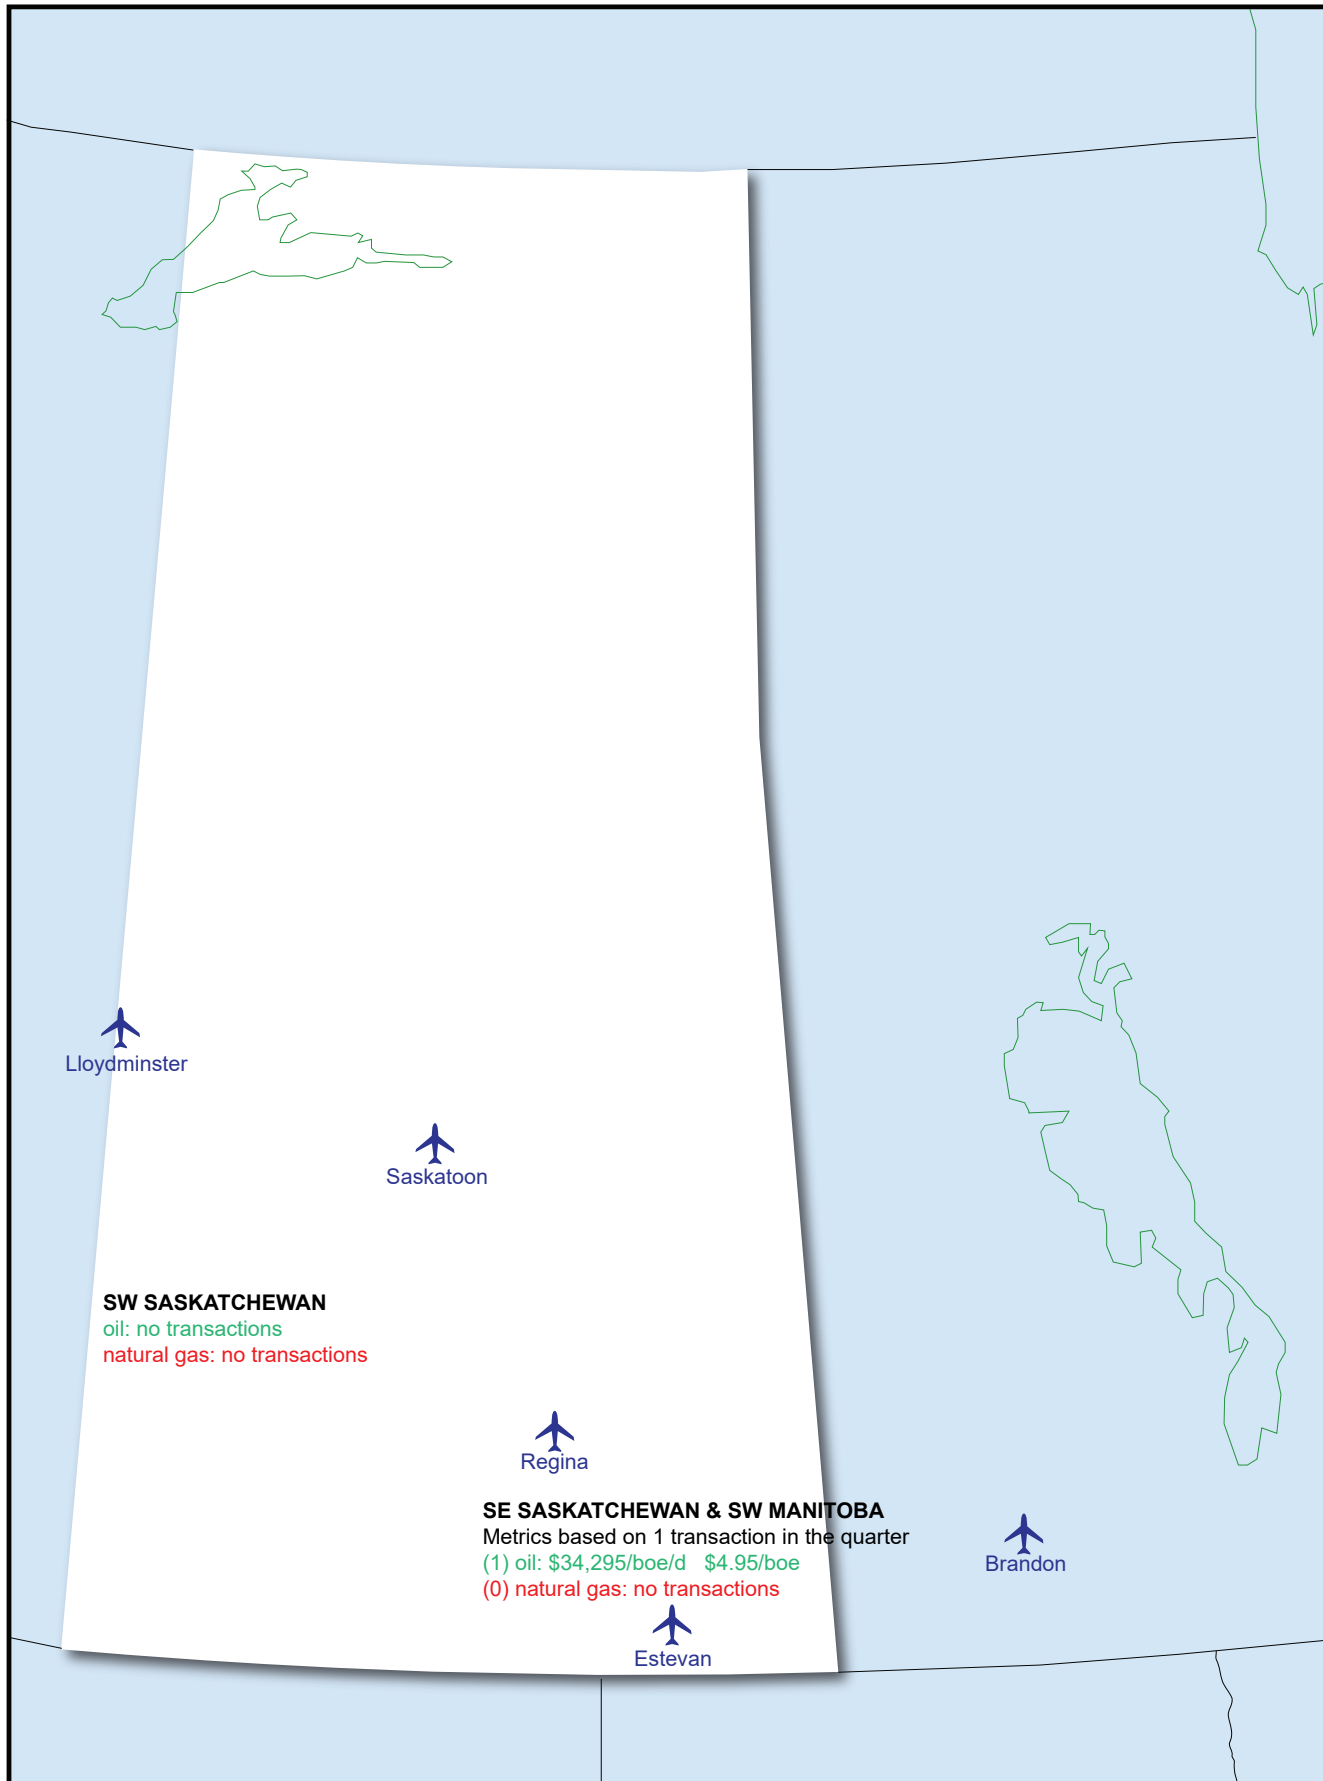 Lloydminster
Saskatoon
SW SASKATCHEWAN
oil: no transactions
natural gas: no transactions
Regina
SE SASKATCHEWAN & SW MANITOBA
Metrics based on 1 transaction in the quarter
(1) oil: $34,295/boe/d $4.95/boe
(0) natural gas: no transactions
Brandon
Estevan